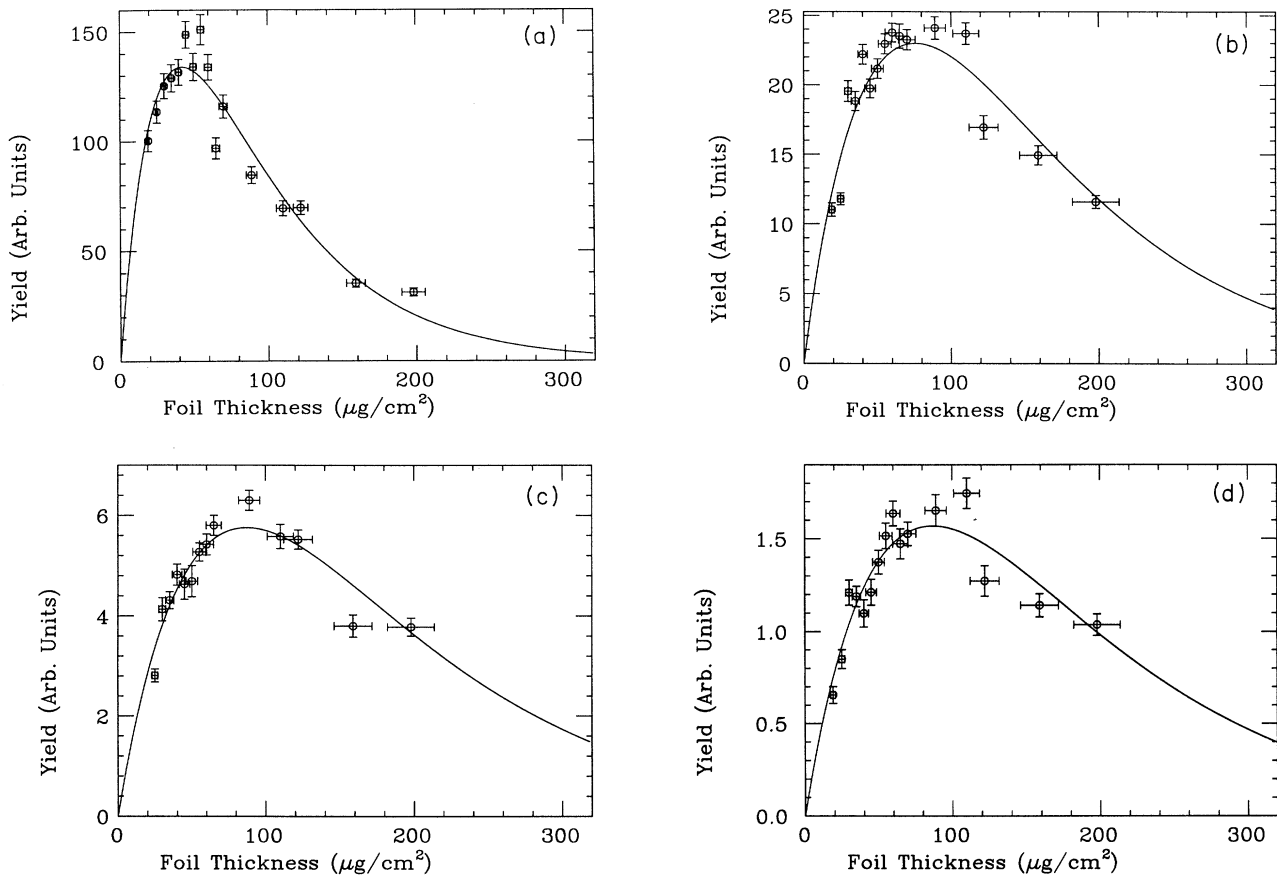 (a)
150
100
50
0
Yield (Arb. Units)
0 100 200 300
Foil Thickness (μg/cm²)
(b)
25
20
15
10
5
0
Yield (Arb. Units)
0 100 200 300
Foil Thickness (μg/cm²)
(c)
6
4
2
0
Yield (Arb. Units)
0 100 200 300
Foil Thickness (μg/cm²)
(d)
1.5
1.0
0.5
0.0
Yield (Arb. Units)
0 100 200 300
Foil Thickness (μg/cm²)